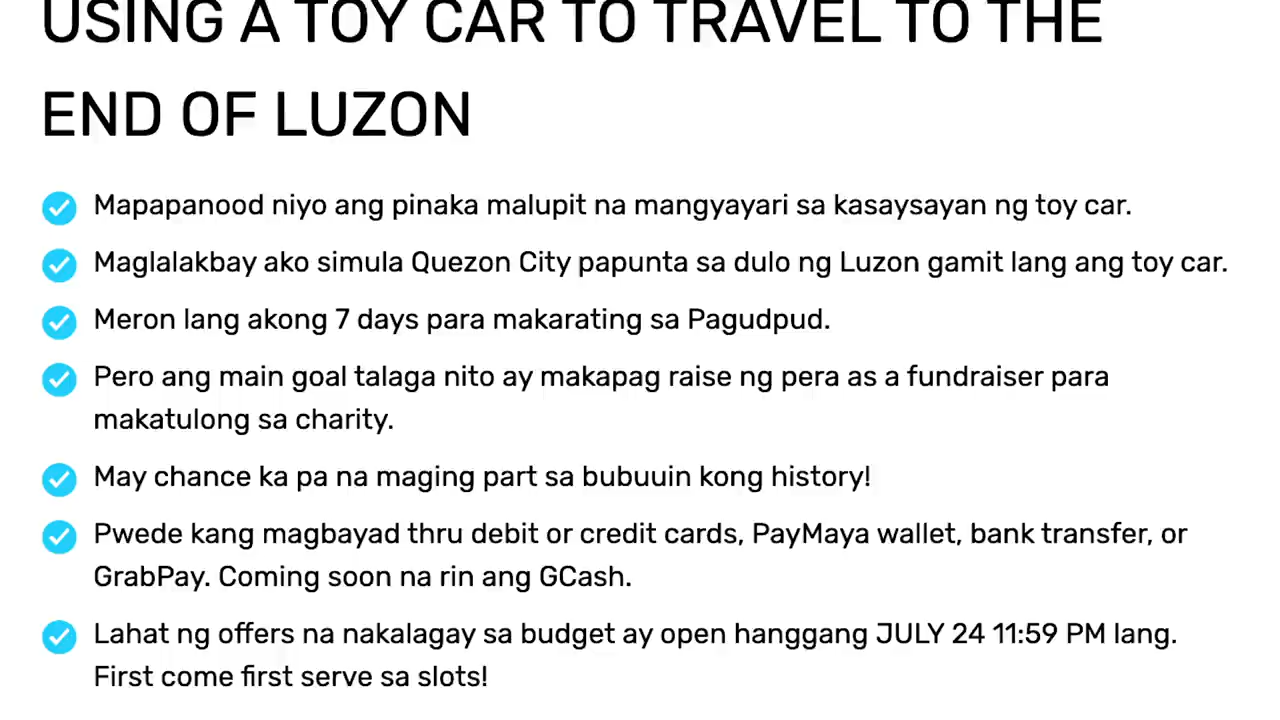 USING A TOY CAR TO TRAVEL TO THE
END OF LUZON
Mapapanood niyo ang pinaka malupit na mangyayari sa kasaysayan ng toy car.
Maglalakbay ako simula Quezon City papunta sa dulo ng Luzon gamit lang ang toy car.
Meron lang akong 7 days para makarating sa Pagudpud.
Pero ang main goal talaga nito ay makapag raise ng pera as a fundraiser para
makatulong sa charity.
May chance ka pa na maging part sa bubuuin kong history!
Pwede kang magbayad thru debit or credit cards, PayMaya wallet, bank transfer, or
GrabPay. Coming soon na rin ang GCash.
Lahat ng offers na nakalagay sa budget ay open hanggang JULY 24 11:59 PM lang.
First come first serve sa slots!